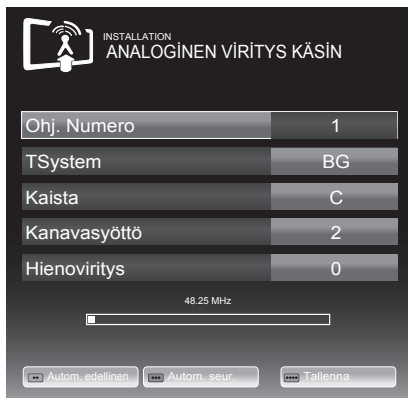 INSTALLATION
ANALOGİNEN VİRİTYS KÄSİN
Ohj. Numero 1
TSystem BG
Kaista C
Kanavasyöttö 2
Hienoviritys 0
48.25 MHz
Autom. edellinen Autom. seur. Tallenna